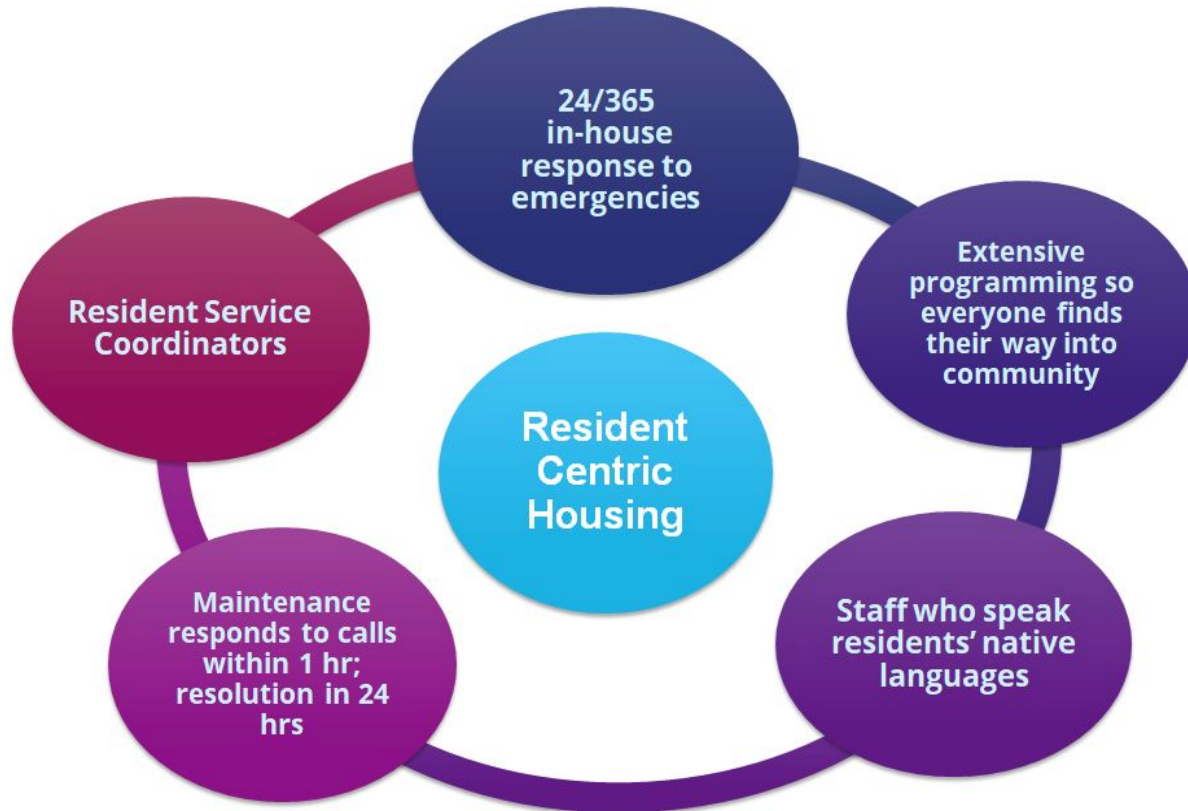 24/365
in-house
response to
emergencies
Extensive
programming so
everyone finds
their way into
community
Staff who speak
residents’ native
languages
Maintenance
responds to calls
within 1 hr;
resolution in 24
hrs
Resident Service
Coordinators
Resident
Centric
Housing